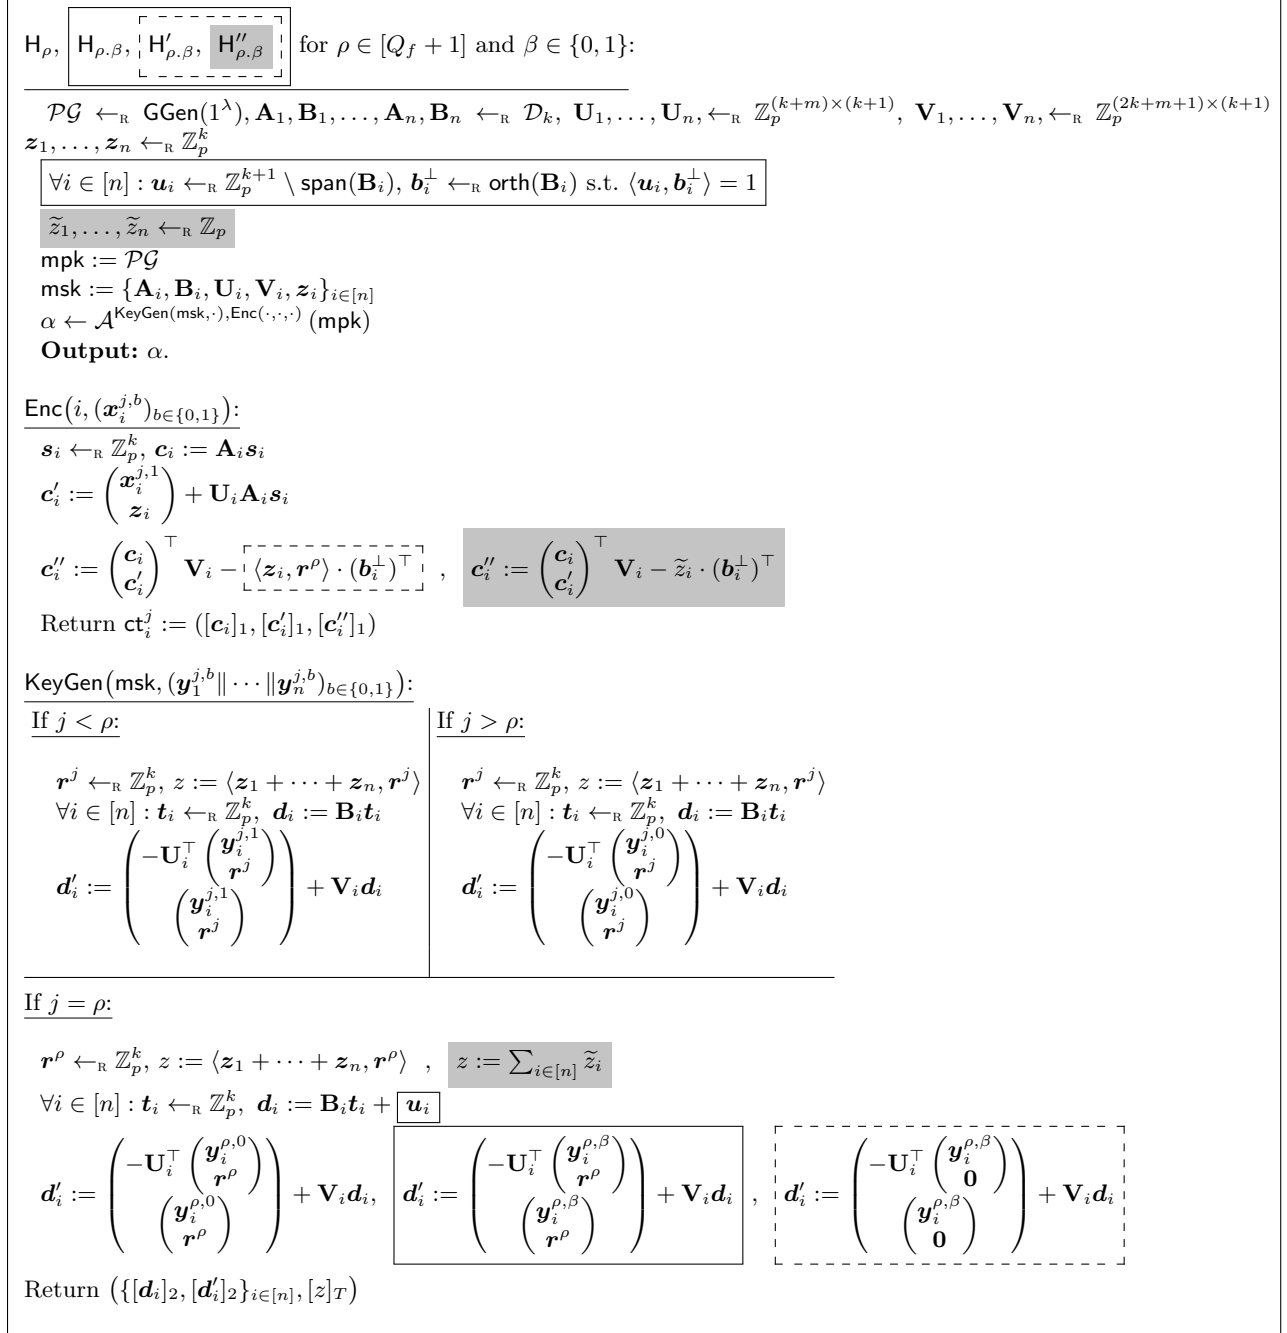 H_ρ, H_{ρ.β}, H′_{ρ.β}, H″_{ρ.β} for ρ ∈ [Q_f + 1] and β ∈ {0, 1}:
𝒫𝒢 ←_R GGen(1^λ), A_1, B_1, …, A_n, B_n ←_R 𝒟_k, U_1, …, U_n, ←_R ℤ_p^{(k+m)×(k+1)}, V_1, …, V_n, ←_R ℤ_p^{(2k+m+1)×(k+1)}
z_1, …, z_n ←_R ℤ_p^k
∀i ∈ [n] : u_i ←_R ℤ_p^{k+1} \ span(B_i), b_i^⊥ ←_R orth(B_i) s.t. ⟨u_i, b_i^⊥⟩ = 1
z̃_1, …, z̃_n ←_R ℤ_p
mpk := 𝒫𝒢
msk := {A_i, B_i, U_i, V_i, z_i}_{i∈[n]}
α ← 𝒜^{KeyGen(msk,·),Enc(·,·,·)} (mpk)
Output: α.
Enc(i, (x_i^{j,b})_{b∈{0,1}}):
s_i ←_R ℤ_p^k, c_i := A_i s_i
c′_i := (x_i^{j,1} ; z_i) + U_i A_i s_i
c″_i := (c_i ; c′_i)^⊤ V_i − ⟨z_i, r^ρ⟩ · (b_i^⊥)^⊤ , c″_i := (c_i ; c′_i)^⊤ V_i − z̃_i · (b_i^⊥)^⊤
Return ct_i^j := ([c_i]_1, [c′_i]_1, [c″_i]_1)
KeyGen(msk, (y_1^{j,b}‖ ··· ‖y_n^{j,b})_{b∈{0,1}}):
If j < ρ:
r^j ←_R ℤ_p^k, z := ⟨z_1 + ··· + z_n, r^j⟩
∀i ∈ [n] : t_i ←_R ℤ_p^k, d_i := B_i t_i
d′_i := (−U_i^⊤ (y_i^{j,1} ; r^j) ; (y_i^{j,1} ; r^j)) + V_i d_i
If j > ρ:
r^j ←_R ℤ_p^k, z := ⟨z_1 + ··· + z_n, r^j⟩
∀i ∈ [n] : t_i ←_R ℤ_p^k, d_i := B_i t_i
d′_i := (−U_i^⊤ (y_i^{j,0} ; r^j) ; (y_i^{j,0} ; r^j)) + V_i d_i
If j = ρ:
r^ρ ←_R ℤ_p^k, z := ⟨z_1 + ··· + z_n, r^ρ⟩ , z := ∑_{i∈[n]} z̃_i
∀i ∈ [n] : t_i ←_R ℤ_p^k, d_i := B_i t_i + u_i
d′_i := (−U_i^⊤ (y_i^{ρ,0} ; r^ρ) ; (y_i^{ρ,0} ; r^ρ)) + V_i d_i, d′_i := (−U_i^⊤ (y_i^{ρ,β} ; r^ρ) ; (y_i^{ρ,β} ; r^ρ)) + V_i d_i , d′_i := (−U_i^⊤ (y_i^{ρ,β} ; 0) ; (y_i^{ρ,β} ; 0)) + V_i d_i
Return ({[d_i]_2, [d′_i]_2}_{i∈[n]}, [z]_T)